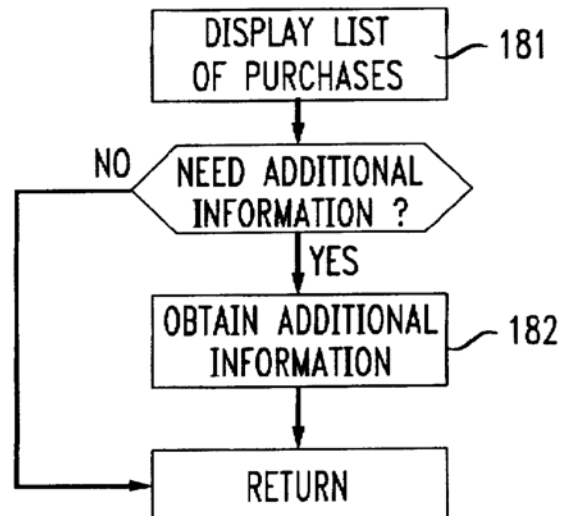 DISPLAY LIST
OF PURCHASES
181
NO
NEED ADDITIONAL
INFORMATION ?
YES
OBTAIN ADDITIONAL
INFORMATION
182
RETURN